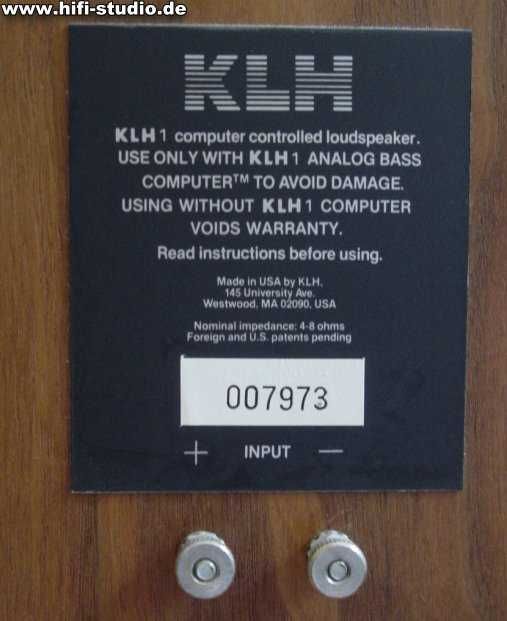 www.hifi-studio.de
KLH
KLH 1 computer controlled loudspeaker.
USE ONLY WITH KLH 1 ANALOG BASS
COMPUTER™ TO AVOID DAMAGE.
USING WITHOUT KLH 1 COMPUTER
VOIDS WARRANTY.
Read instructions before using.
Made in USA by KLH,
145 University Ave.
Westwood, MA 02090, USA
Nominal impedance: 4-8 ohms
Foreign and U.S. patents pending
007973
+ INPUT −